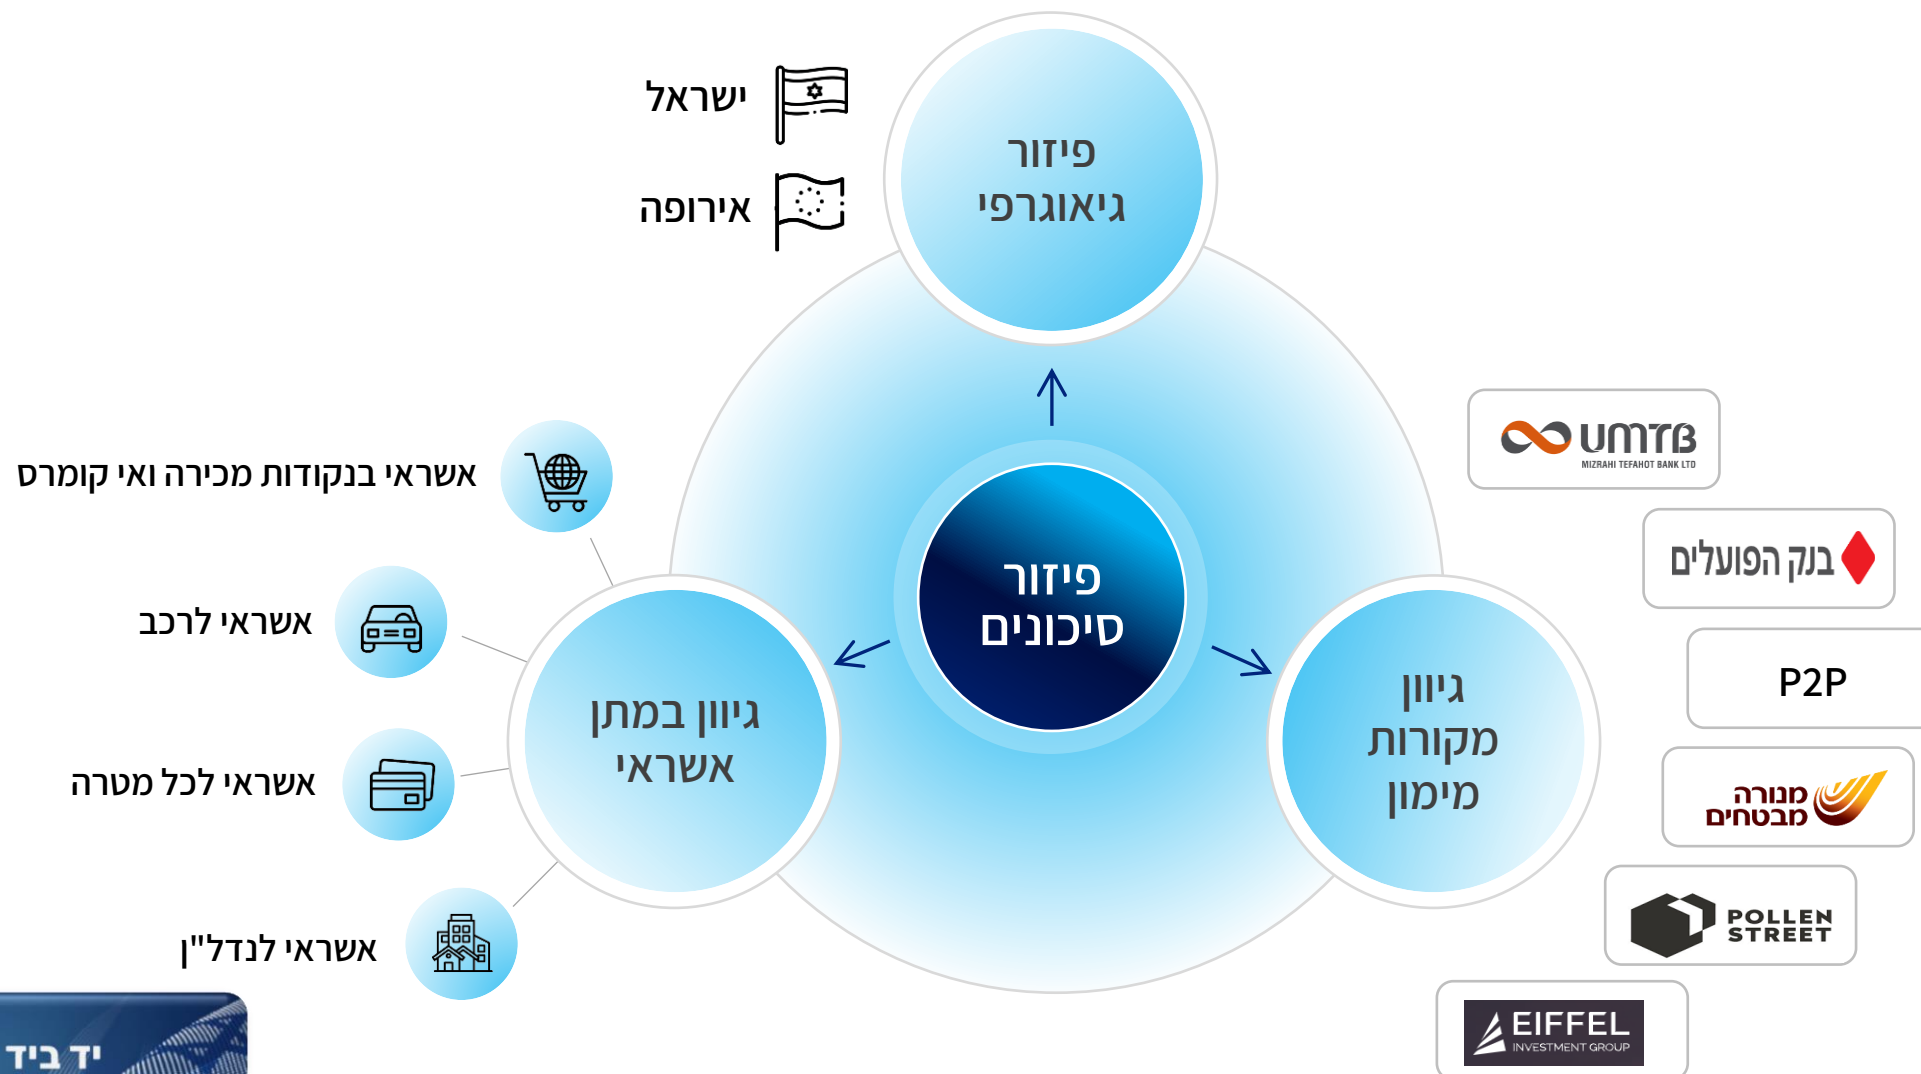 פיזור
גיאוגרפי
ישראל
אירופה
פיזור
סיכונים
גיוון
מקורות
מימון
UMTB
MIZRAHI TEFAHOT BANK LTD
בנק הפועלים
P2P
מנורה
מבטחים
POLLEN
STREET
EIFFEL
INVESTMENT GROUP
גיוון במתן
אשראי
אשראי בנקודות מכירה ואי קומרס
אשראי לרכב
אשראי לכל מטרה
אשראי לנדל"ן
יד ביד